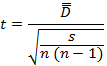 t = D̿ / √( s / n (n − 1) )